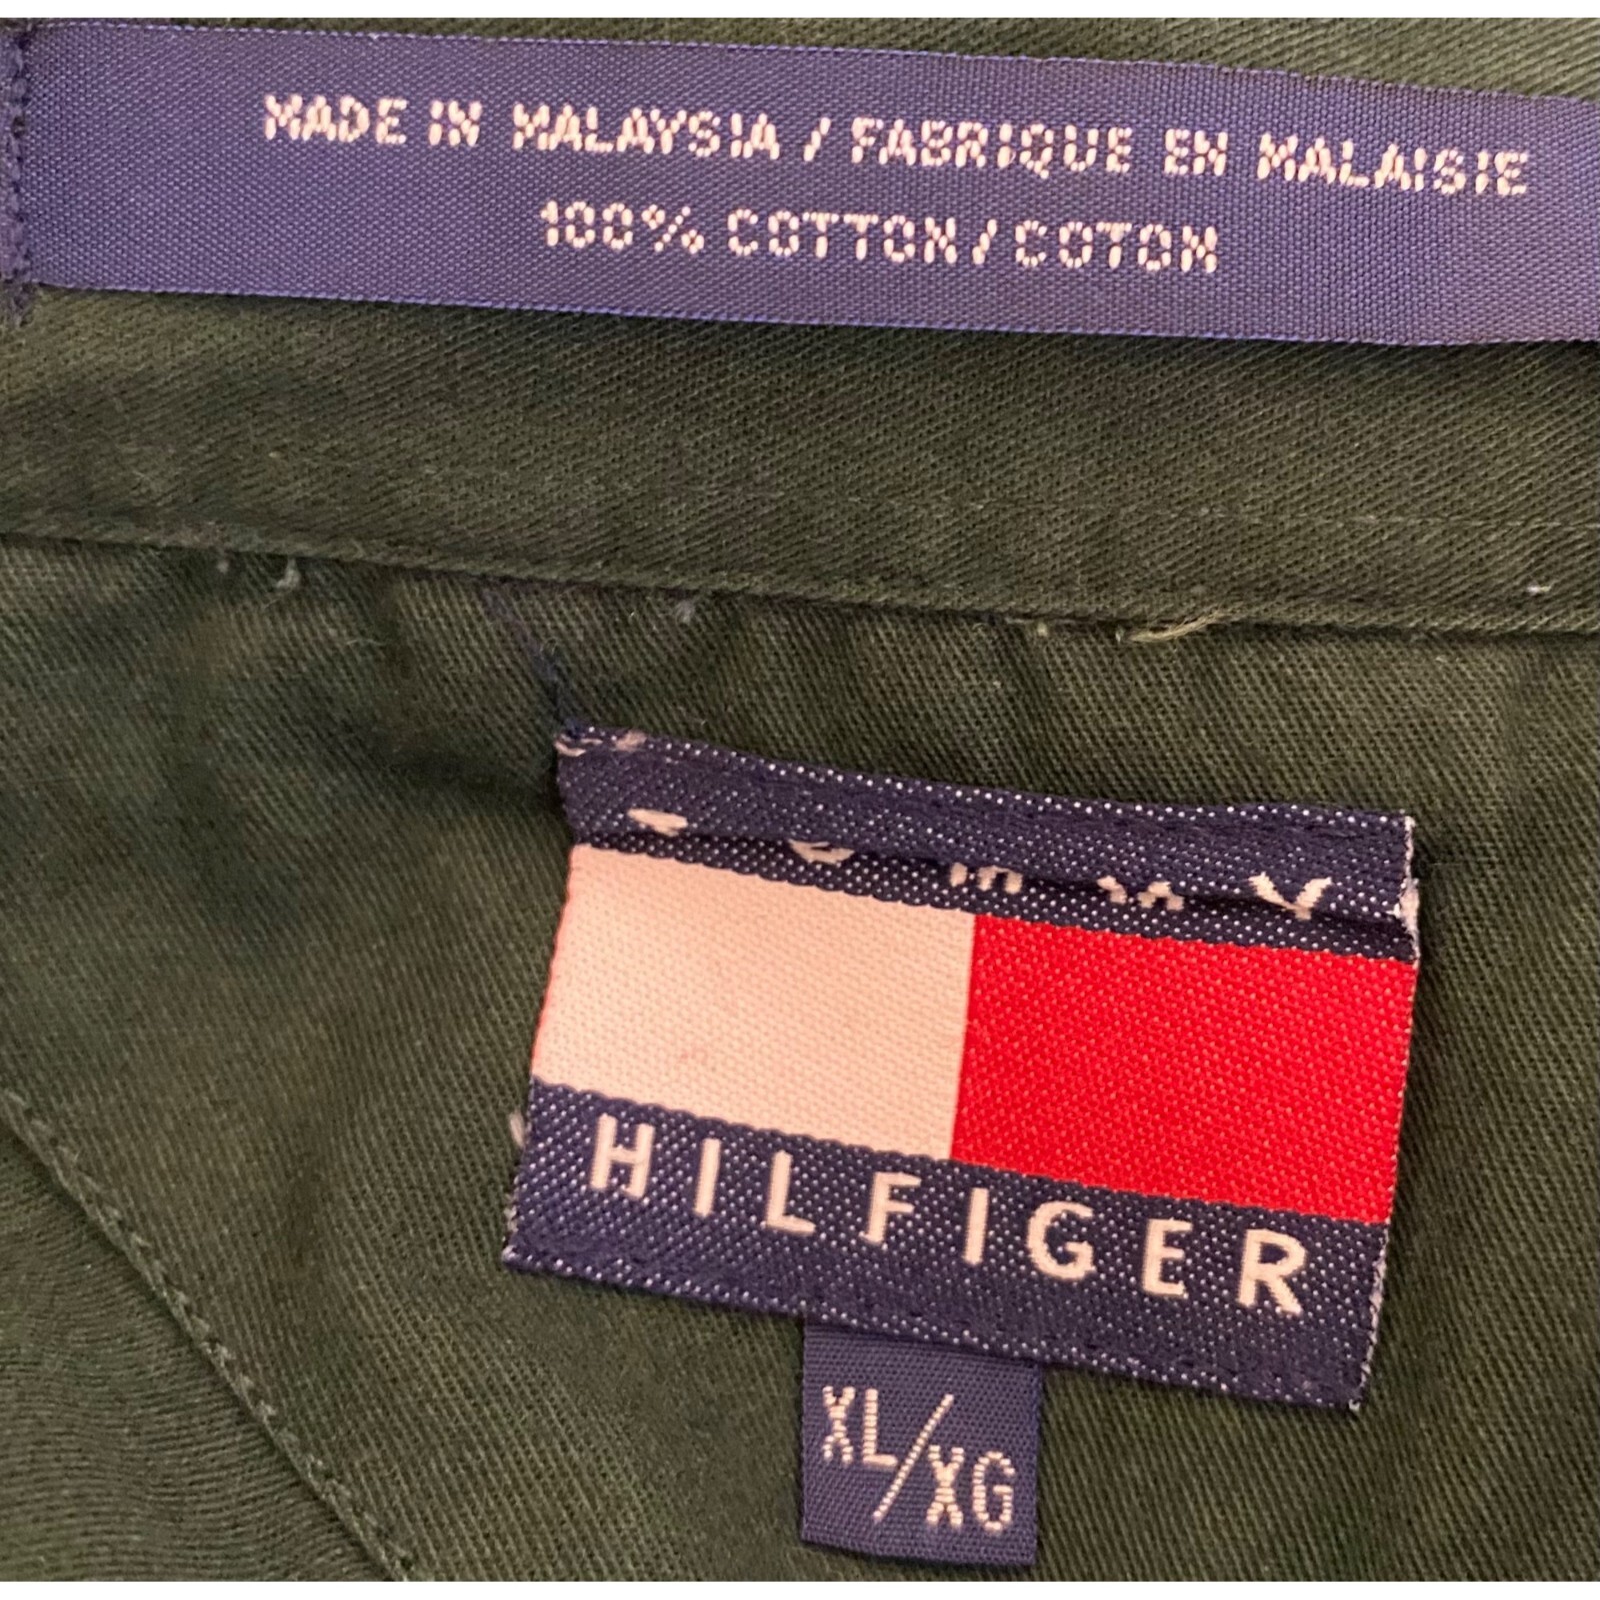 MADE IN MALAYSIA / FABRIQUE EN MALAISIE
100% COTTON / COTON
HILFIGER
XL/XG